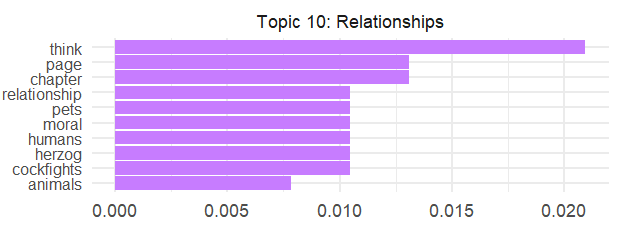 Topic 10: Relationships
think
page
chapter
relationship
pets
moral
humans
herzog
cockfights
animals
0.000 0.005 0.010 0.015 0.020